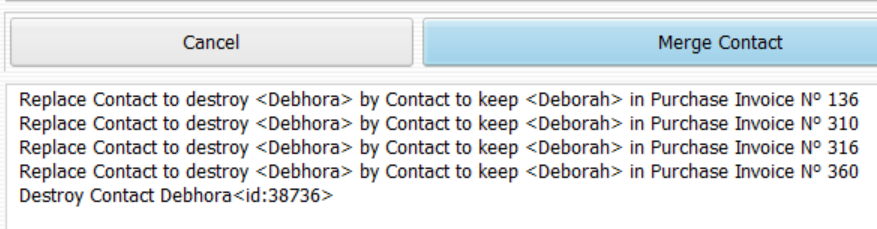 Cancel
Merge Contact
Replace Contact to destroy <Debhora> by Contact to keep <Deborah> in Purchase Invoice Nº 136
Replace Contact to destroy <Debhora> by Contact to keep <Deborah> in Purchase Invoice Nº 310
Replace Contact to destroy <Debhora> by Contact to keep <Deborah> in Purchase Invoice Nº 316
Replace Contact to destroy <Debhora> by Contact to keep <Deborah> in Purchase Invoice Nº 360
Destroy Contact Debhora<id:38736>